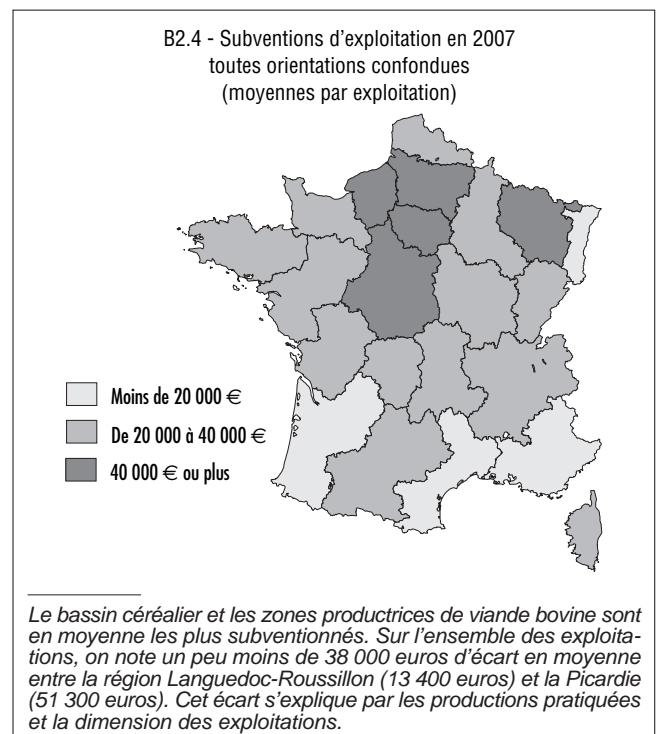 B2.4 - Subventions d'exploitation en 2007
toutes orientations confondues
(moyennes par exploitation)
Moins de 20 000 €
De 20 000 à 40 000 €
40 000 € ou plus
Le bassin céréalier et les zones productrices de viande bovine sont
en moyenne les plus subventionnés. Sur l'ensemble des exploita-
tions, on note un peu moins de 38 000 euros d'écart en moyenne
entre la région Languedoc-Roussillon (13 400 euros) et la Picardie
(51 300 euros). Cet écart s'explique par les productions pratiquées
et la dimension des exploitations.